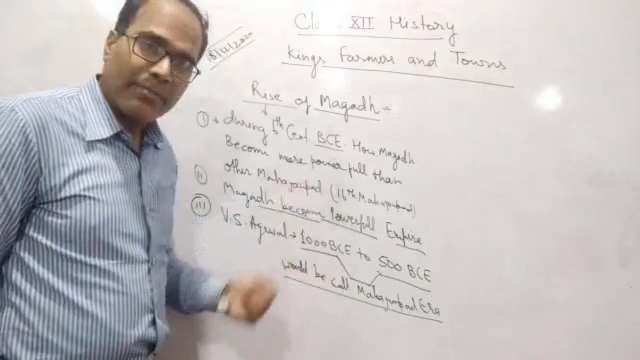 Class XII History
Kings Farmar and Towns
Rise of Magadh -
(i) during 6th Cent. BCE. How Magadh
Become more powerfull than
(ii) other Mahajanpad (16th Mahajanpad)
Magadh become powerfull Empire
(iii) V.S. Agrwal → 1000 BCE to 500 BCE
would be call Mahajanpad Era